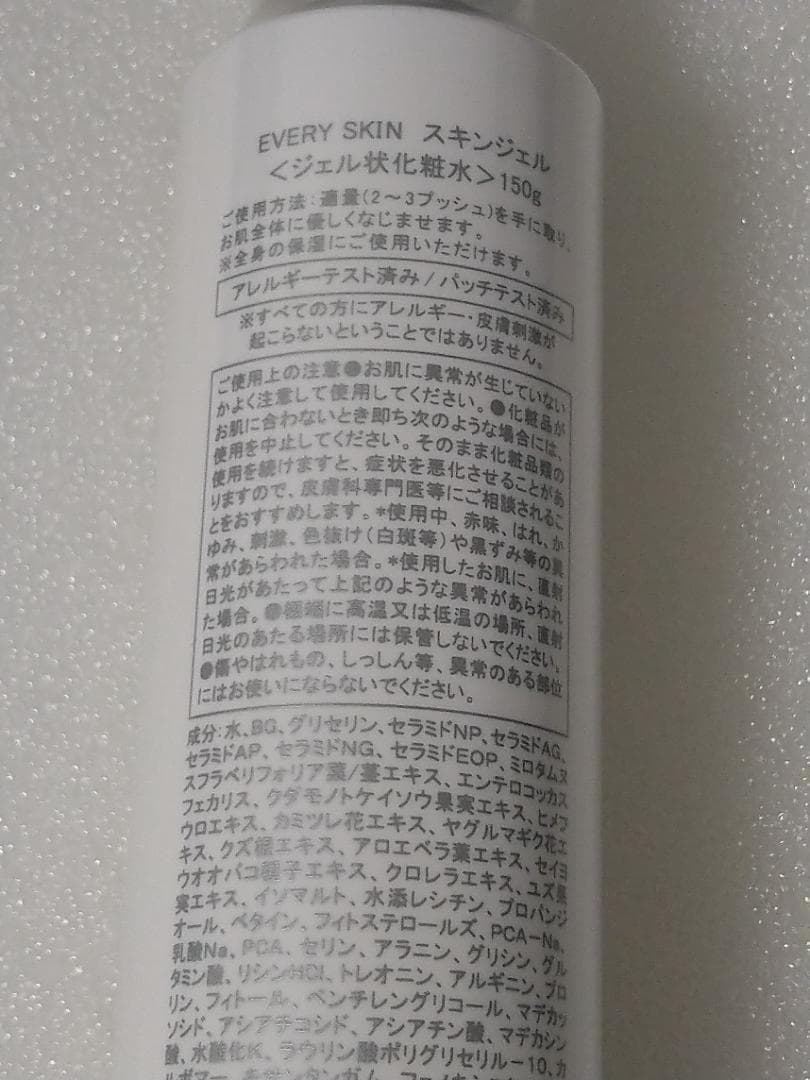 EVERY SKIN スキンジェル
＜ジェル状化粧水＞150g
ご使用方法：適量(2～3プッシュ)を手に取り、
お肌全体に優しくなじませます。
※全身の保湿にご使用いただけます。
アレルギーテスト済み / パッチテスト済み
※すべての方にアレルギー・皮膚刺激が
起こらないということではありません。
ご使用上の注意●お肌に異常が生じていない
かよく注意して使用してください。●化粧品が
お肌に合わないとき即ち次のような場合には、
使用を中止してください。そのまま化粧品類の
使用を続けますと、症状を悪化させることがあ
りますので、皮膚科専門医等にご相談されるこ
とをおすすめします。＊使用中、赤味、はれ、か
ゆみ、刺激、色抜け(白斑等)や黒ずみ等の異
常があらわれた場合。＊使用したお肌に、直射
日光があたって上記のような異常があらわれ
た場合。●極端に高温又は低温の場所、直射
日光のあたる場所には保管しないでください。
●傷やはれもの、しっしん等、異常のある部位
にはお使いにならないでください。
成分：水、BG、グリセリン、セラミドNP、セラミドAG、
セラミドAP、セラミドNG、セラミドEOP、ミロタムヌ
スフラベリフォリア葉/茎エキス、エンテロコッカス
フェカリス、クダモノトケイソウ果実エキス、ヒメフ
ウロエキス、カミツレ花エキス、ヤグルマギク花エ
キス、クズ根エキス、アロエベラ葉エキス、セイヨ
ウオオバコ種子エキス、クロレラエキス、ユズ果
実エキス、イソマルト、水添レシチン、プロパンジ
オール、ベタイン、フィトステロールズ、PCA-Na、
乳酸Na、PCA、セリン、アラニン、グリシン、グル
タミン酸、リシンHCl、トレオニン、アルギニン、プロ
リン、フィトール、ペンチレングリコール、マデカッ
ソシド、アシアチコシド、アシアチン酸、マデカシン
酸、水酸化K、ラウリン酸ポリグリセリル-10、カ
ルボマー、キサンタンガム、